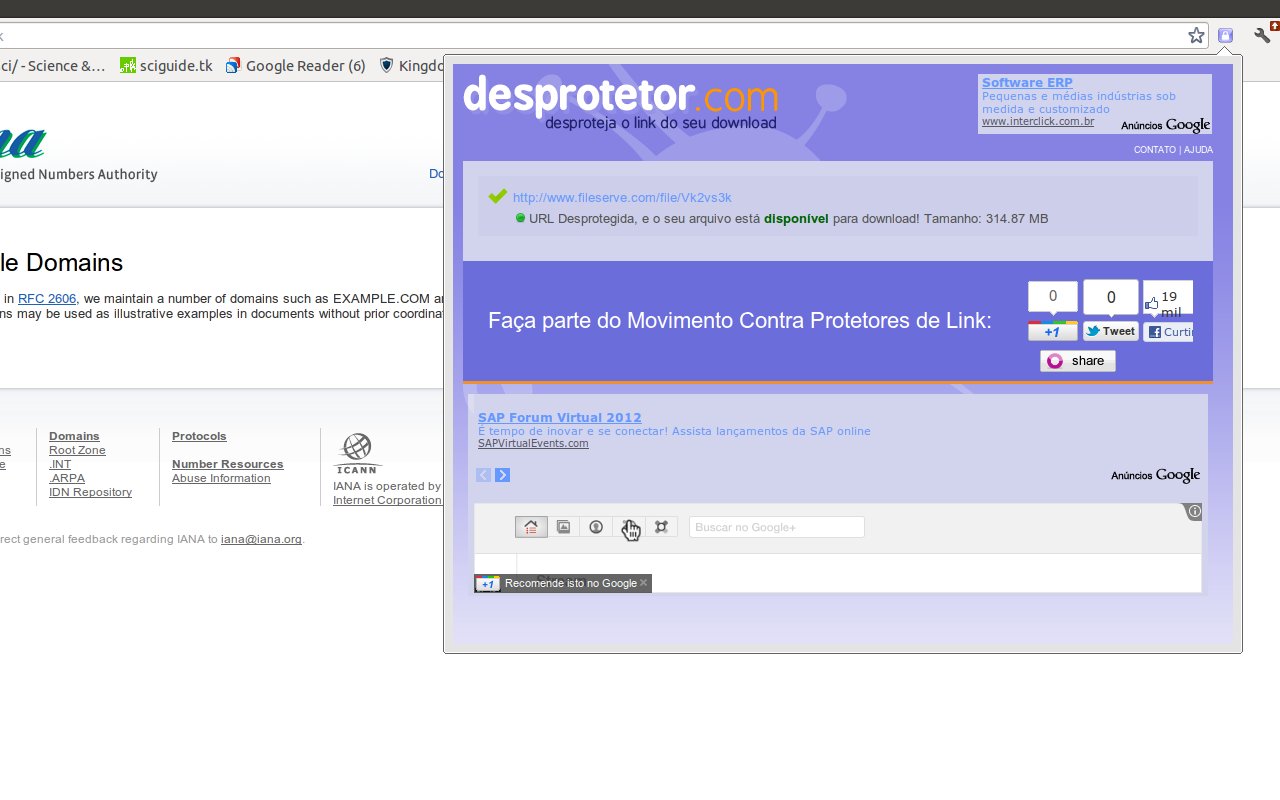 ci/ - Science &... sciguide.tk Google Reader (6) Kingdo
na
igned Numbers Authority
Do
le Domains
in RFC 2606, we maintain a number of domains such as EXAMPLE.COM an
ns may be used as illustrative examples in documents without prior coordinat
ns
e
Domains
Root Zone
.INT
.ARPA
IDN Repository
Protocols
Number Resources
Abuse Information
ICANN
IANA is operated by
Internet Corporation
rect general feedback regarding IANA to iana@iana.org.
desprotetor.com
desproteja o link do seu download
Software ERP
Pequenas e médias indústrias sob
medida e customizado
www.interclick.com.br
Anúncios Google
CONTATO | AJUDA
http://www.fileserve.com/file/Vk2vs3k
URL Desprotegida, e o seu arquivo está disponível para download! Tamanho: 314.87 MB
Faça parte do Movimento Contra Protetores de Link:
0 0 19 mil
+1 Tweet Curtir
share
SAP Forum Virtual 2012
É tempo de inovar e se conectar! Assista lançamentos da SAP online
SAPVirtualEvents.com
Anúncios Google
Buscar no Google+
+1 Recomende isto no Google